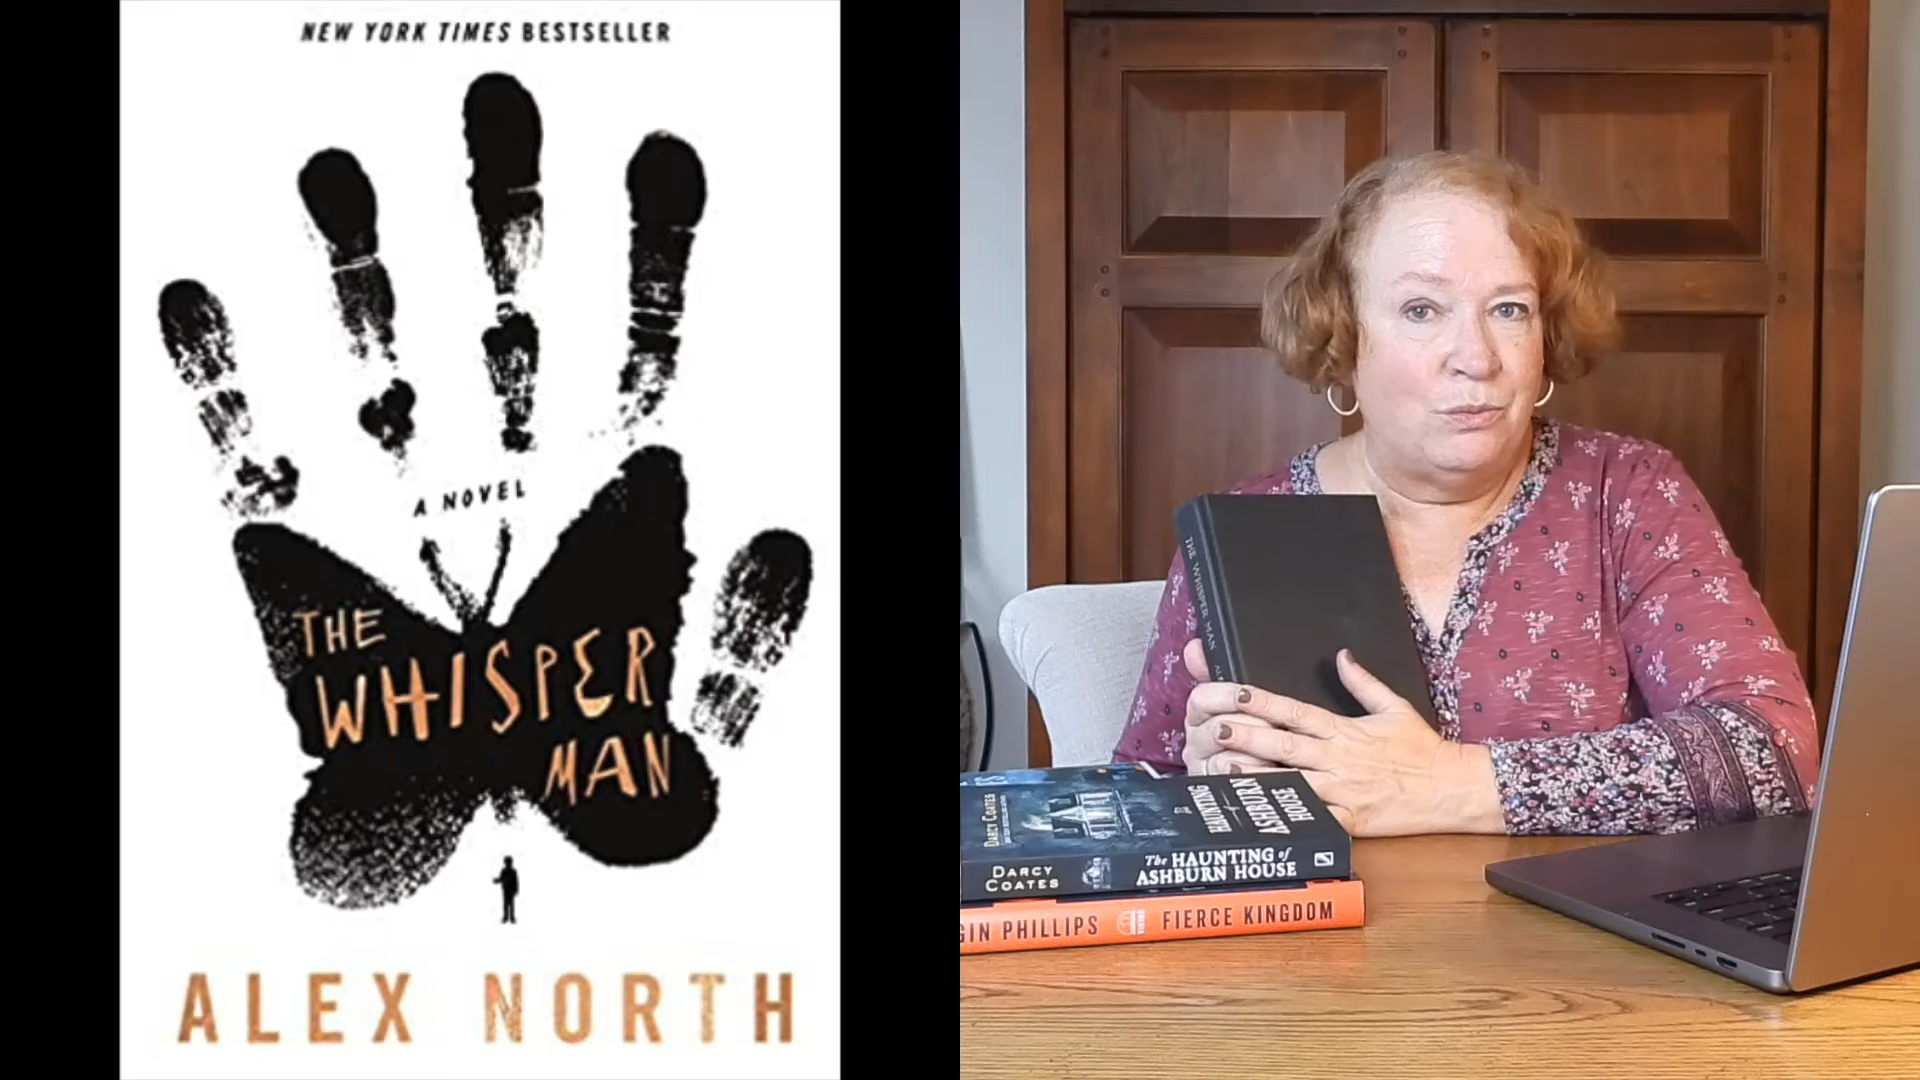 NEW YORK TIMES BESTSELLER
A NOVEL
THE
WHISPER
MAN
ALEX NORTH
THE WHISPER MAN
DARCY COATES
THE
HAUNTING
ASHBURN
HOUSE
DARCY
COATES
The HAUNTING of
ASHBURN HOUSE
PHILLIPS FIERCE KINGDOM